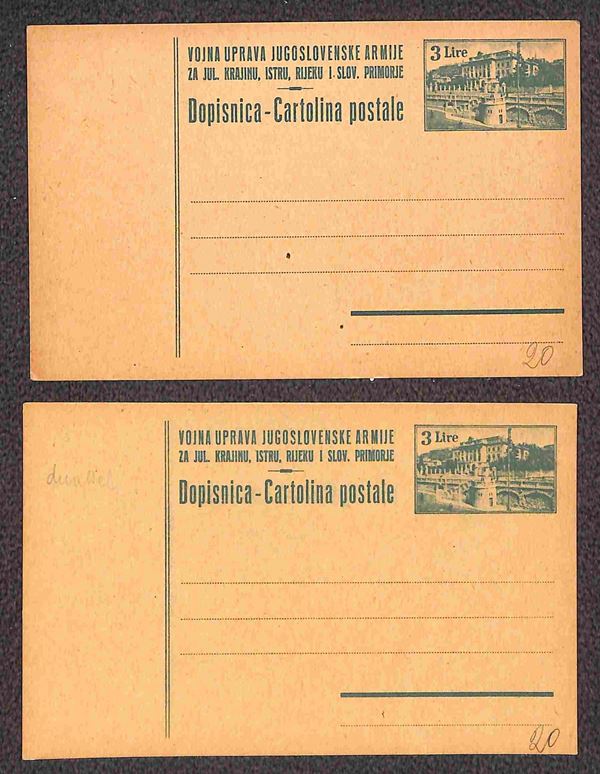 VOJNA UPRAVA JUGOSLOVENSKE ARMIJE
ZA JUL. KRAJINU, ISTRU, RIJEKU I SLOV. PRIMORJE
Dopisnica - Cartolina postale
3 Lire
20
VOJNA UPRAVA JUGOSLOVENSKE ARMIJE
ZA JUL. KRAJINU, ISTRU, RIJEKU I SLOV. PRIMORJE
Dopisnica - Cartolina postale
3 Lire
20